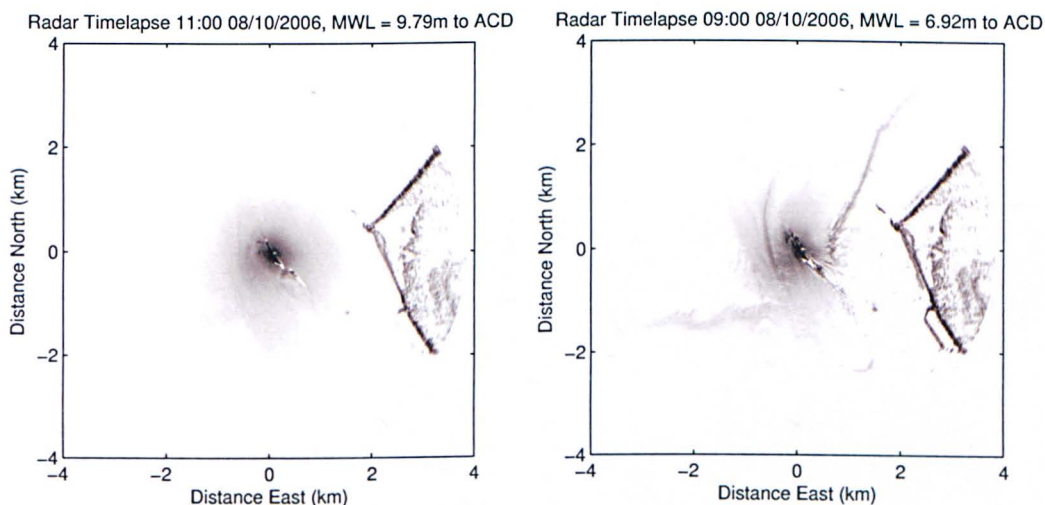 Radar Timelapse 11:00 08/10/2006, MWL = 9.79m to ACD
4
2
0
−2
−4
Distance North (km)
−4 −2 0 2 4
Distance East (km)
Radar Timelapse 09:00 08/10/2006, MWL = 6.92m to ACD
4
2
0
−2
−4
Distance North (km)
−4 −2 0 2 4
Distance East (km)